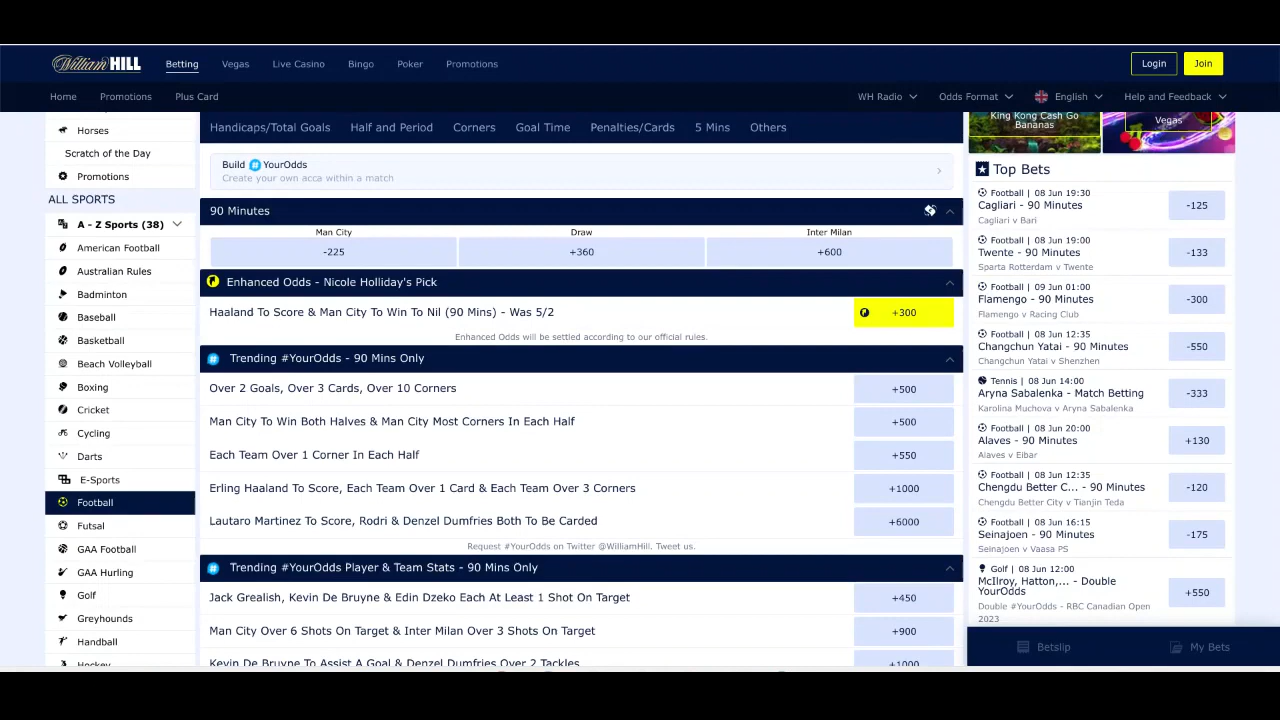 William HILL
Betting
Vegas
Live Casino
Bingo
Poker
Promotions
Login
Join
Home
Promotions
Plus Card
WH Radio
Odds Format
English
Help and Feedback
Horses
Scratch of the Day
Promotions
ALL SPORTS
A - Z Sports (38)
American Football
Australian Rules
Badminton
Baseball
Basketball
Beach Volleyball
Boxing
Cricket
Cycling
Darts
E-Sports
Football
Futsal
GAA Football
GAA Hurling
Golf
Greyhounds
Handball
Hockey
Handicaps/Total Goals
Half and Period
Corners
Goal Time
Penalties/Cards
5 Mins
Others
Build # YourOdds
Create your own acca within a match
90 Minutes
Man City
Draw
Inter Milan
-225
+360
+600
Enhanced Odds - Nicole Holliday's Pick
Haaland To Score & Man City To Win To Nil (90 Mins) - Was 5/2
+300
Enhanced Odds will be settled according to our official rules.
# Trending #YourOdds - 90 Mins Only
Over 2 Goals, Over 3 Cards, Over 10 Corners
+500
Man City To Win Both Halves & Man City Most Corners In Each Half
+500
Each Team Over 1 Corner In Each Half
+550
Erling Haaland To Score, Each Team Over 1 Card & Each Team Over 3 Corners
+1000
Lautaro Martinez To Score, Rodri & Denzel Dumfries Both To Be Carded
+6000
Request #YourOdds on Twitter @WilliamHill. Tweet us.
# Trending #YourOdds Player & Team Stats - 90 Mins Only
Jack Grealish, Kevin De Bruyne & Edin Dzeko Each At Least 1 Shot On Target
+450
Man City Over 6 Shots On Target & Inter Milan Over 3 Shots On Target
+900
Kevin De Bruyne To Assist A Goal & Denzel Dumfries Over 2 Tackles
+1000
King Kong Cash Go
Bananas
Vegas
Top Bets
Football | 08 Jun 19:30
Cagliari - 90 Minutes
Cagliari v Bari
-125
Football | 08 Jun 19:00
Twente - 90 Minutes
Sparta Rotterdam v Twente
-133
Football | 09 Jun 01:00
Flamengo - 90 Minutes
Flamengo v Racing Club
-300
Football | 08 Jun 12:35
Changchun Yatai - 90 Minutes
Changchun Yatai v Shenzhen
-550
Tennis | 08 Jun 14:00
Aryna Sabalenka - Match Betting
Karolina Muchova v Aryna Sabalenka
-333
Football | 08 Jun 20:00
Alaves - 90 Minutes
Alaves v Eibar
+130
Football | 08 Jun 12:35
Chengdu Better C... - 90 Minutes
Chengdu Better City v Tianjin Teda
-120
Football | 08 Jun 16:15
Seinajoen - 90 Minutes
Seinajoen v Vaasa PS
-175
Golf | 08 Jun 12:00
McIlroy, Hatton,... - Double
YourOdds
Double #YourOdds - RBC Canadian Open
2023
+550
Betslip
My Bets